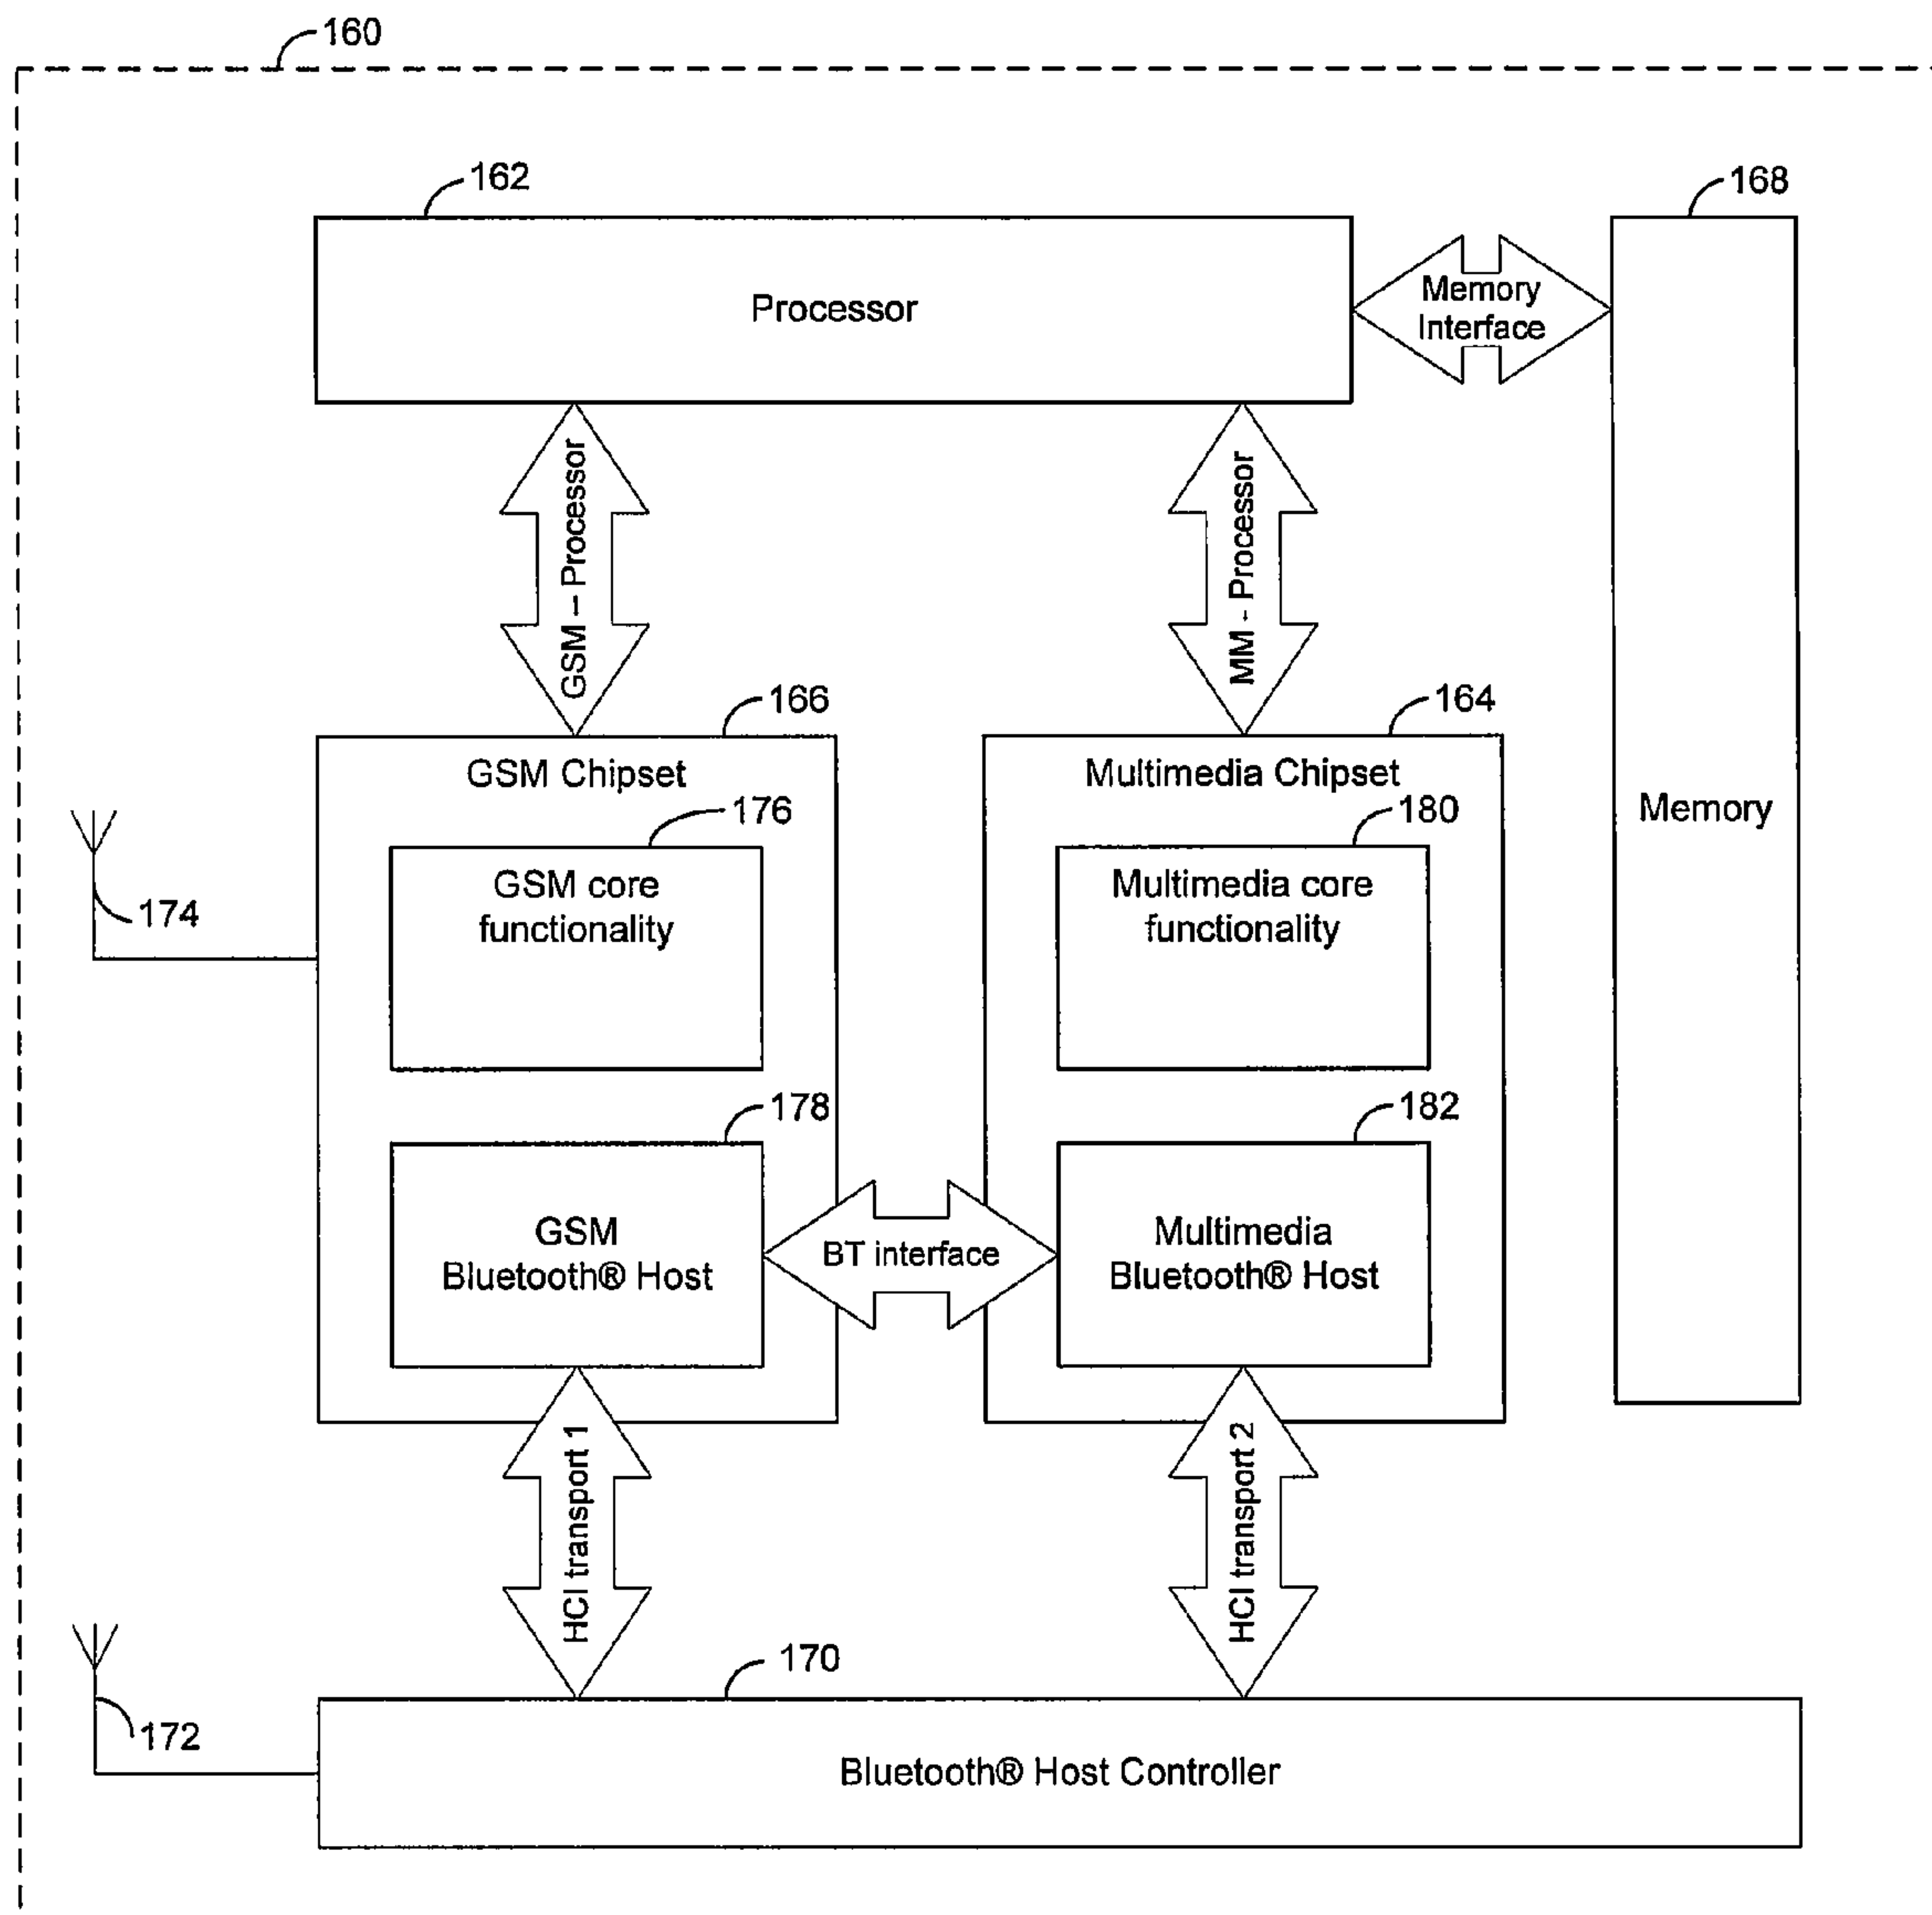 160
162
168
Processor
Memory
Interface
GSM – Processor
MM - Processor
166
164
GSM Chipset
Multimedia Chipset
176
180
Memory
GSM core
functionality
Multimedia core
functionality
174
178
182
GSM
Bluetooth® Host
BT interface
Multimedia
Bluetooth® Host
HCI transport 1
HCI transport 2
170
172
Bluetooth® Host Controller